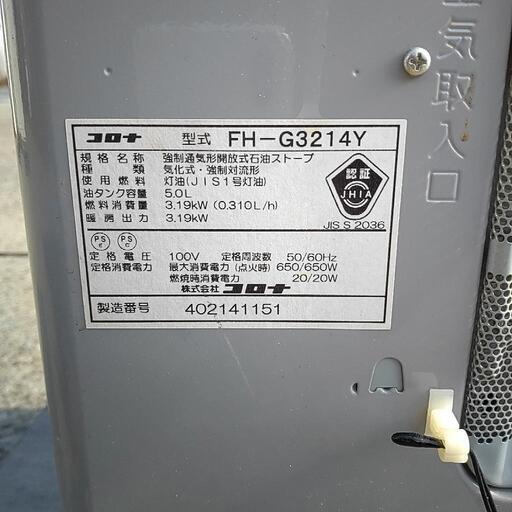 コロナ 型式 FH-G3214Y
規格名称 強制通気形開放式石油ストーブ
種類 気化式・強制対流形
使用燃料 灯油(JIS1号灯油)
油タンク容量 5.0L
燃料消費量 3.19kW(0.310L/h)
暖房出力 3.19kW
認証
JHIA
JIS S 2036
PSE PSC
定格電圧 100V 定格周波数 50/60Hz
定格消費電力 最大消費電力(点火時)650/650W
燃焼時消費電力 20/20W
株式会社コロナ
製造番号 402141151
空気取入口